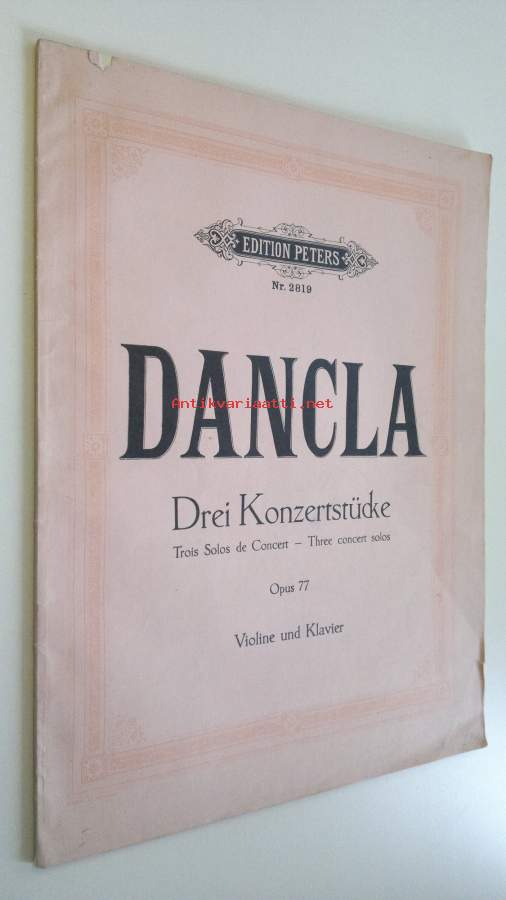 EDITION PETERS
Nr. 2819
DANCLA
Antikvariaatti.net
Drei Konzertstücke
Trois Solos de Concert – Three concert solos
Opus 77
Violine und Klavier